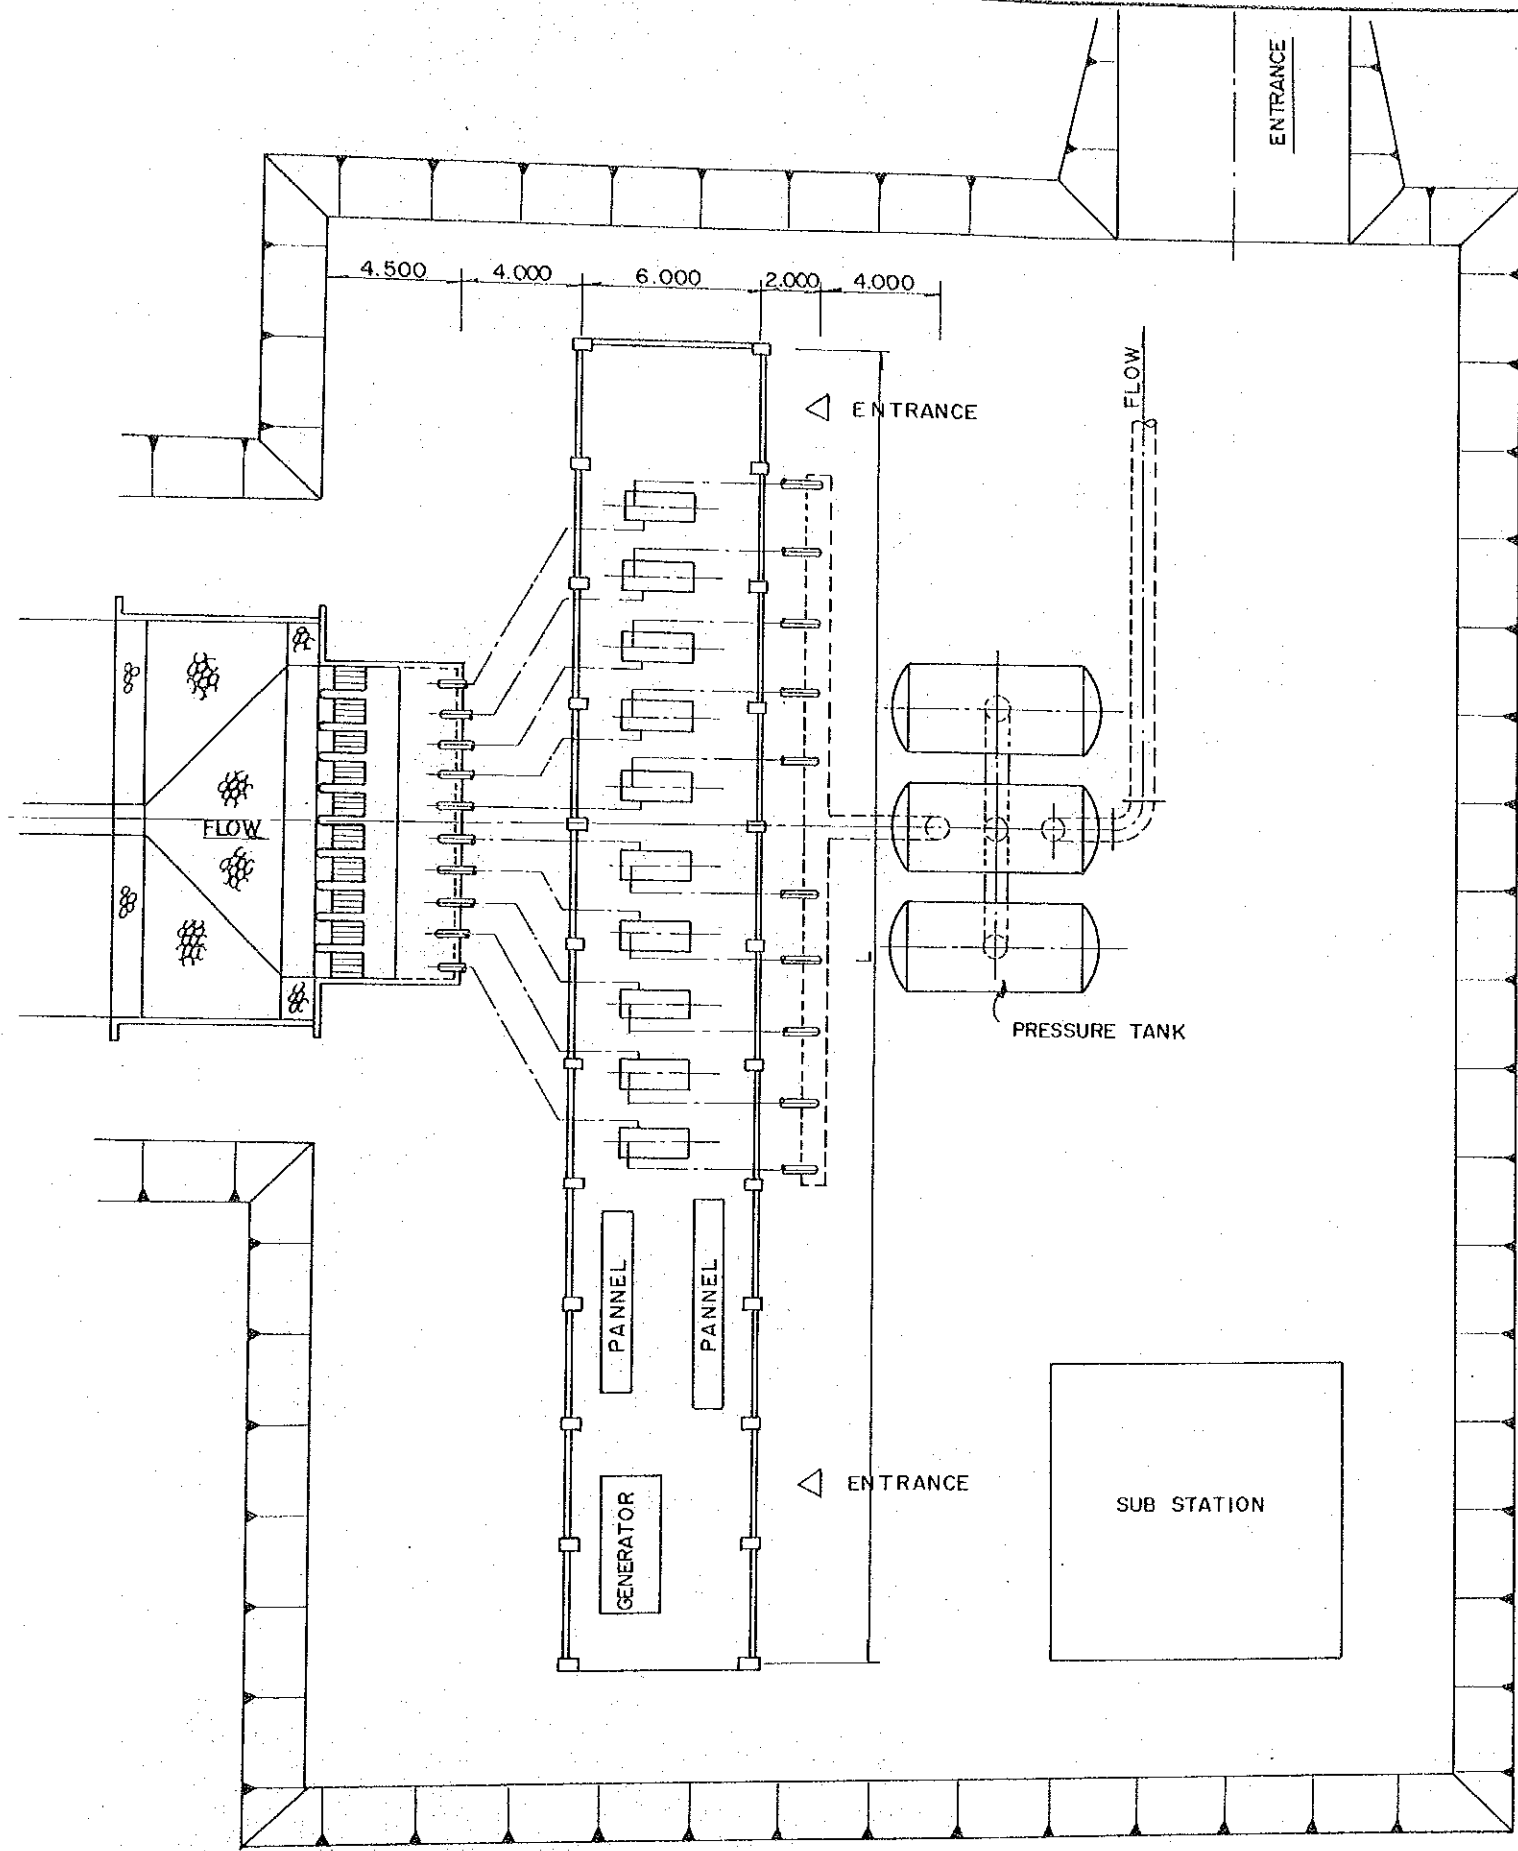 ENTRANCE
4.500 4.000 6.000 2.000 4.000
FLOW
ENTRANCE
FLOW
L
PRESSURE TANK
PANNEL
PANNEL
ENTRANCE
GENERATOR
SUB STATION